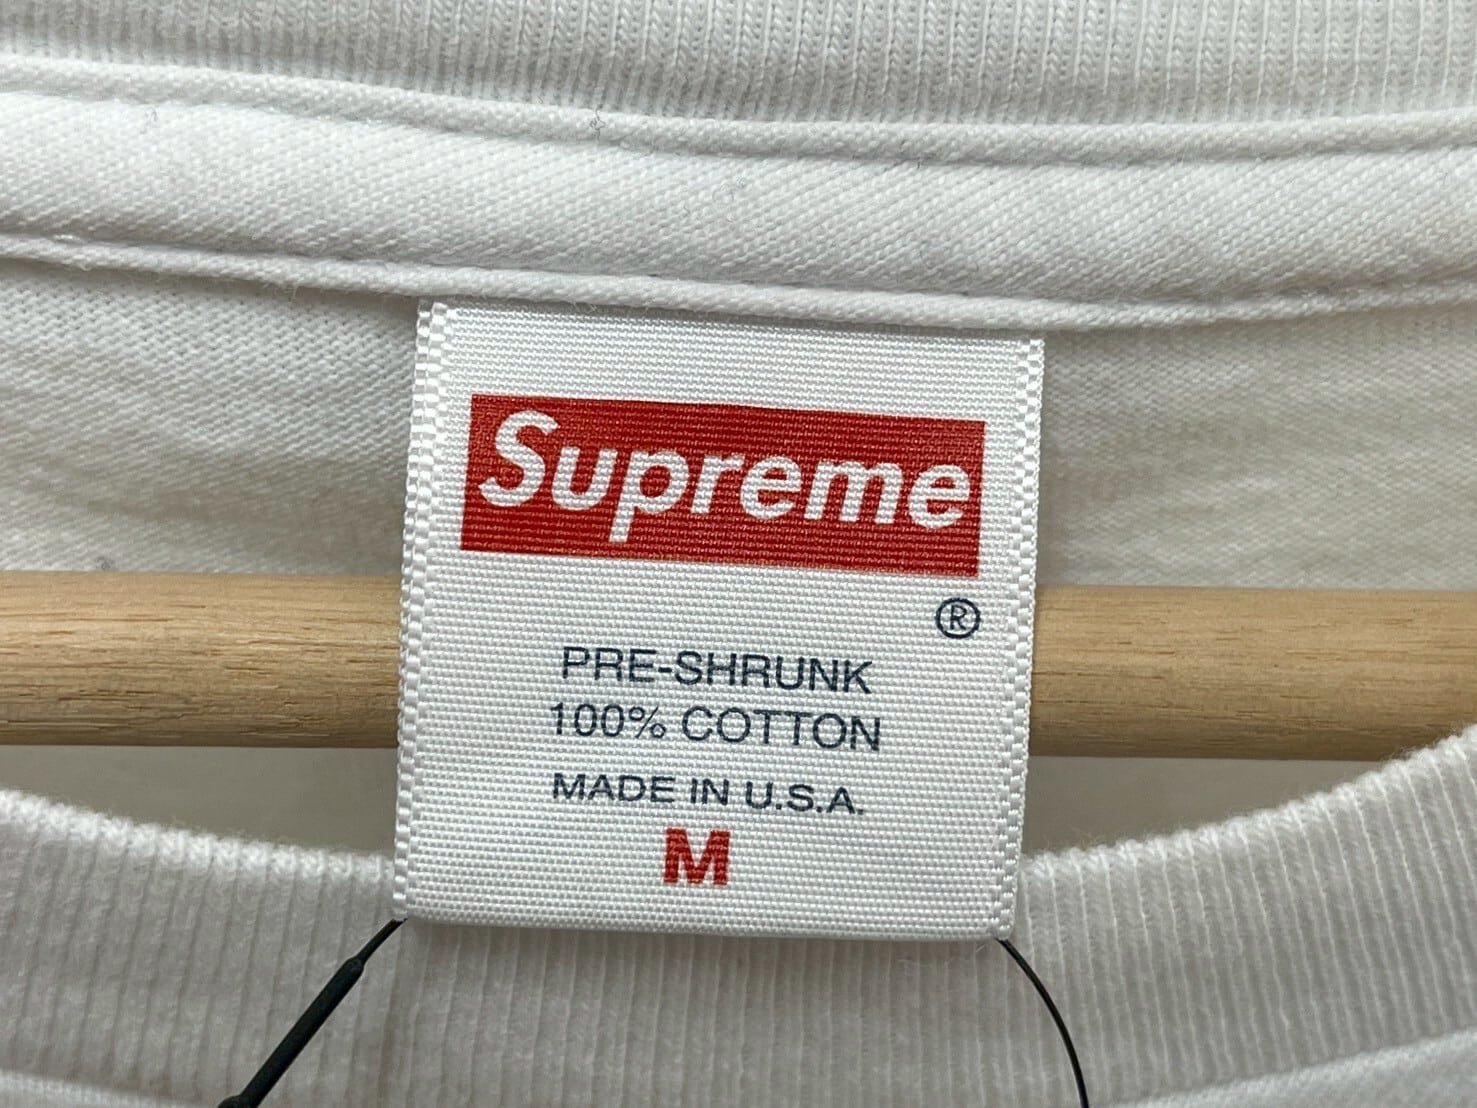 Supreme
®
PRE-SHRUNK
100% COTTON
MADE IN U.S.A.
M